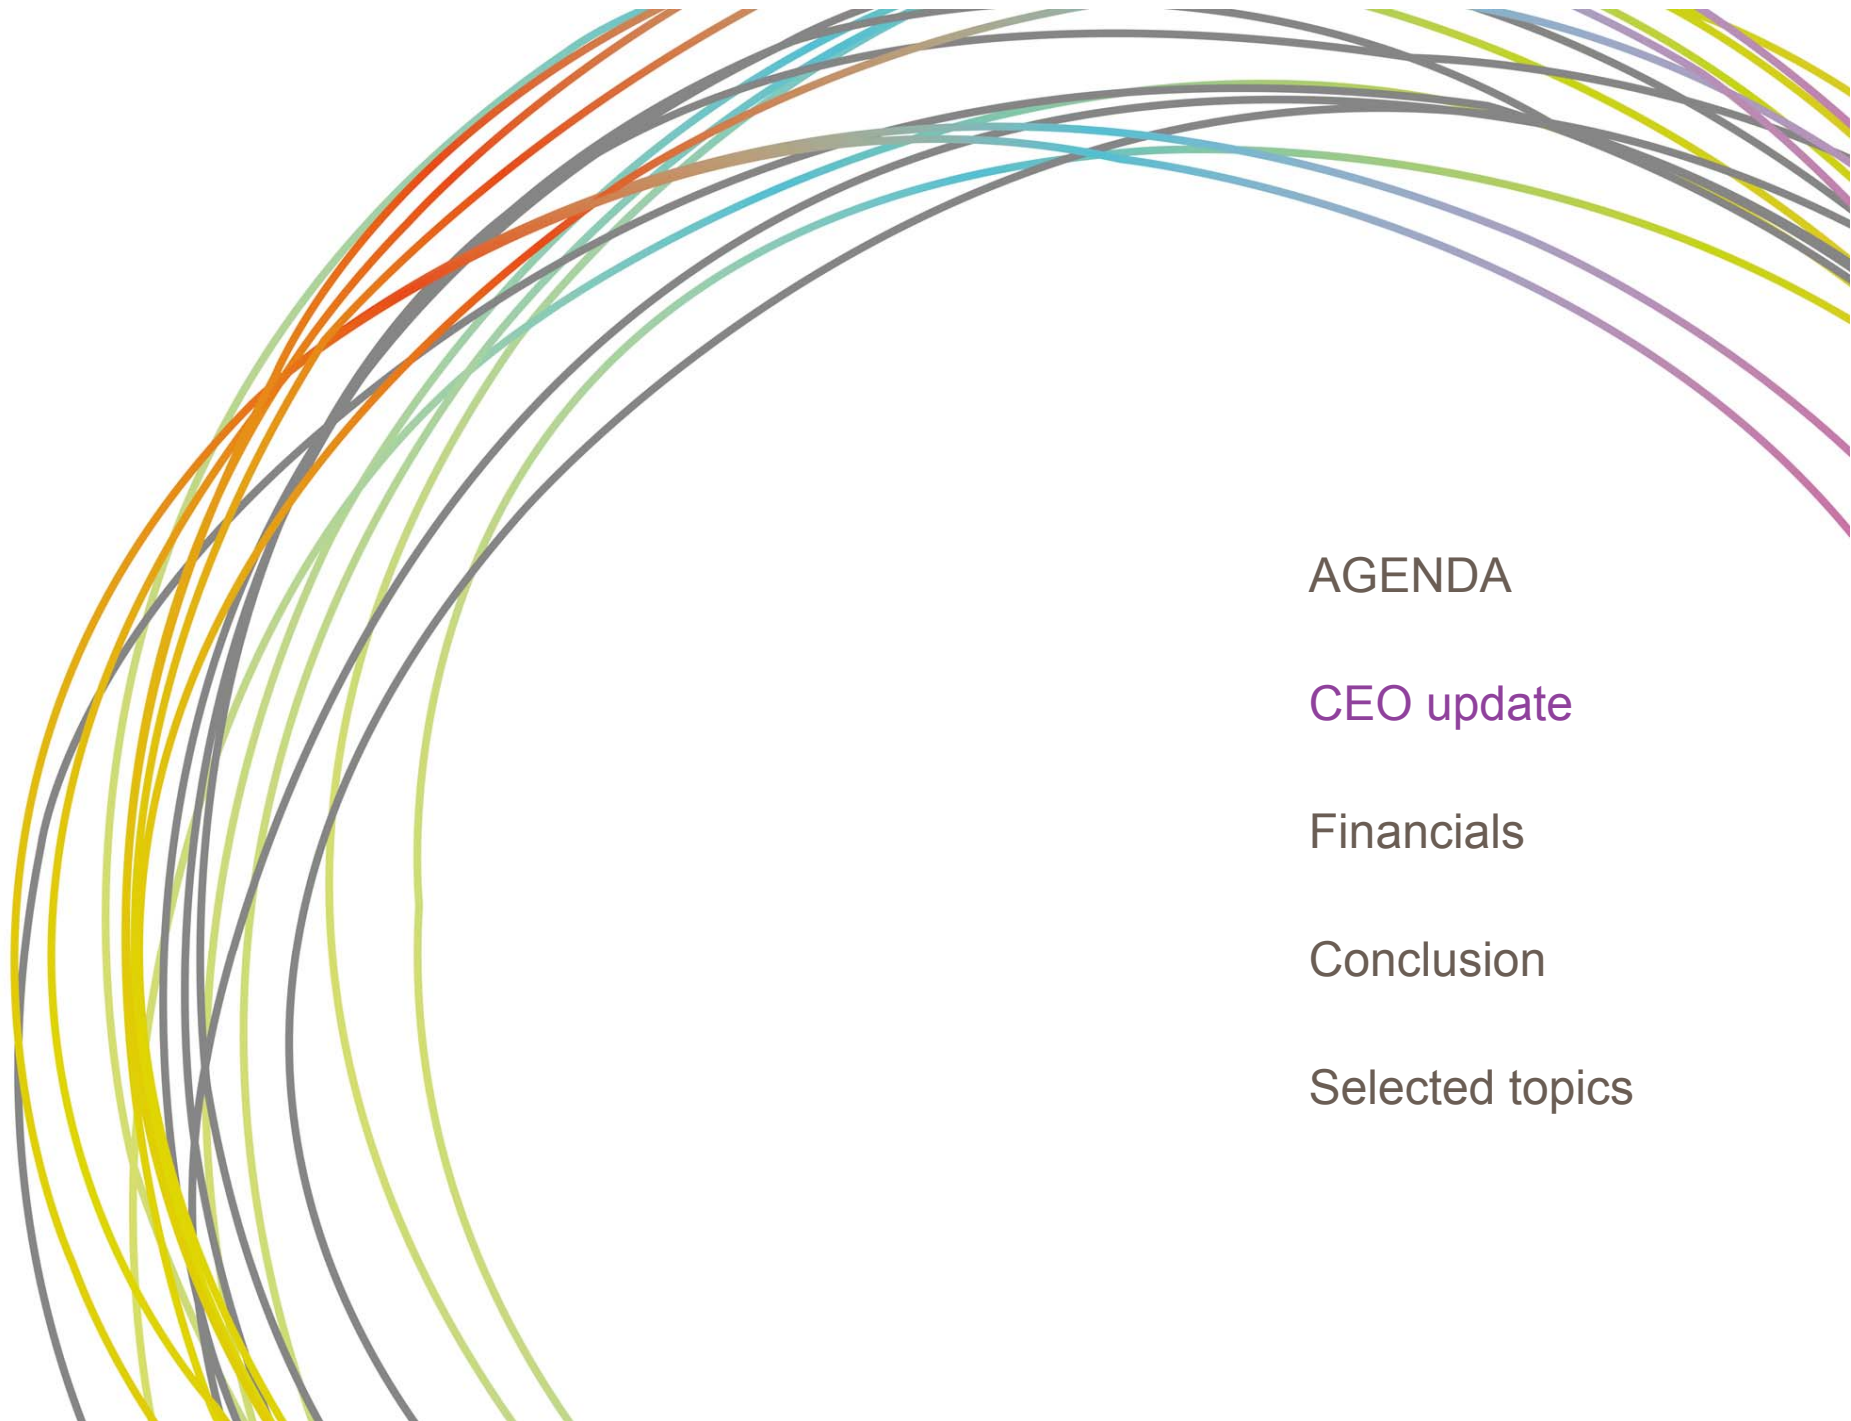 AGENDA
CEO update
Financials
Conclusion
Selected topics